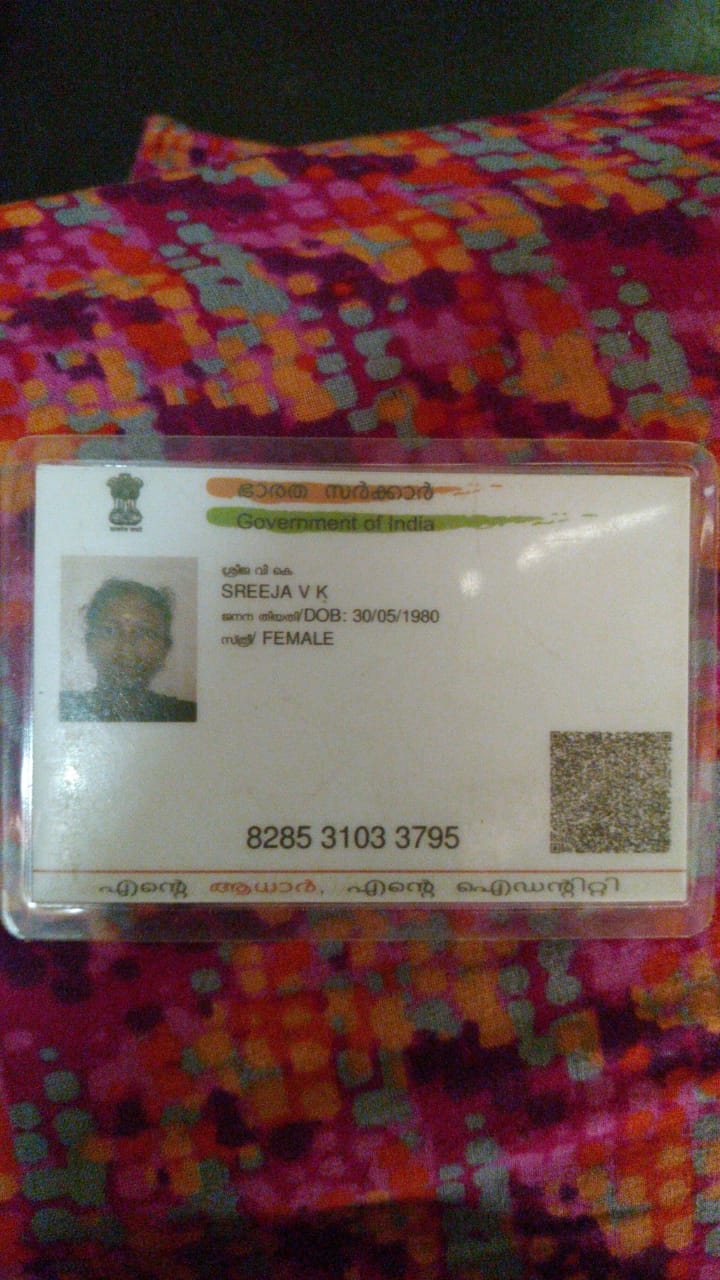 ഭാരത സർക്കാർ
Government of India
ശ്രീജ വി കെ
SREEJA V K
ജനന തിയതി/DOB: 30/05/1980
സ്ത്രീ/ FEMALE
8285 3103 3795
എന്റെ ആധാർ, എന്റെ ഐഡന്റിറ്റി